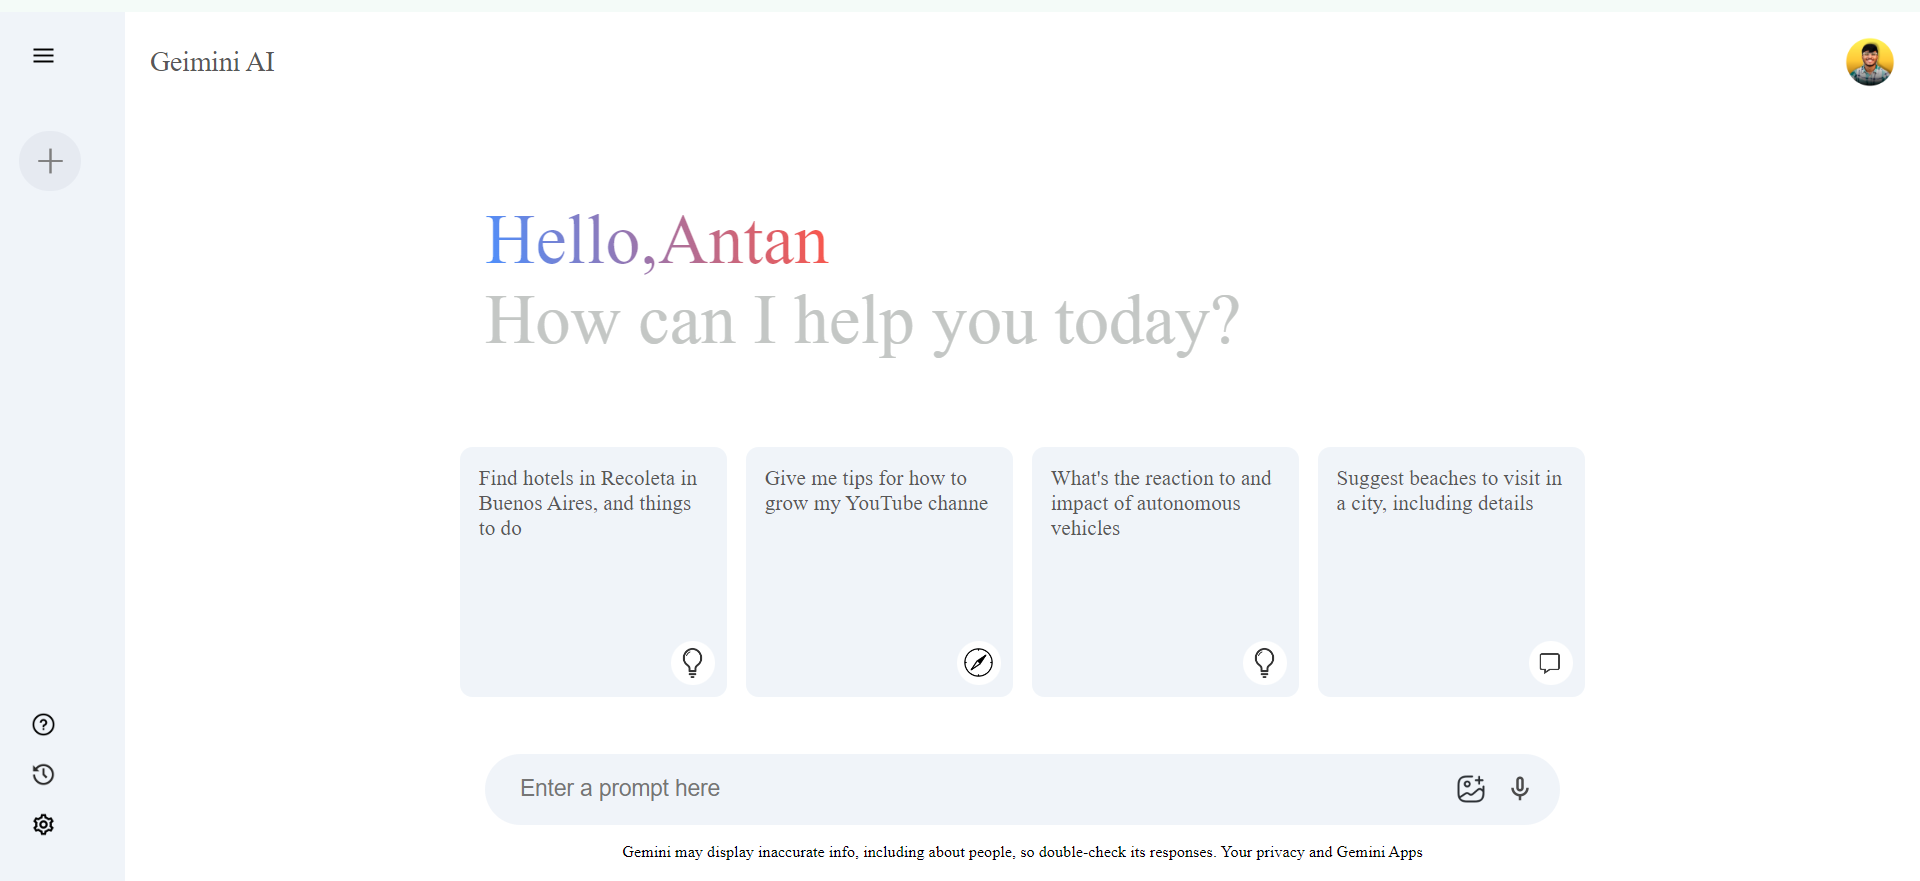 Geimini AI
Hello,Antan
How can I help you today?
Find hotels in Recoleta in
Buenos Aires, and things
to do
Give me tips for how to
grow my YouTube channe
What's the reaction to and
impact of autonomous
vehicles
Suggest beaches to visit in
a city, including details
Enter a prompt here
Gemini may display inaccurate info, including about people, so double-check its responses. Your privacy and Gemini Apps